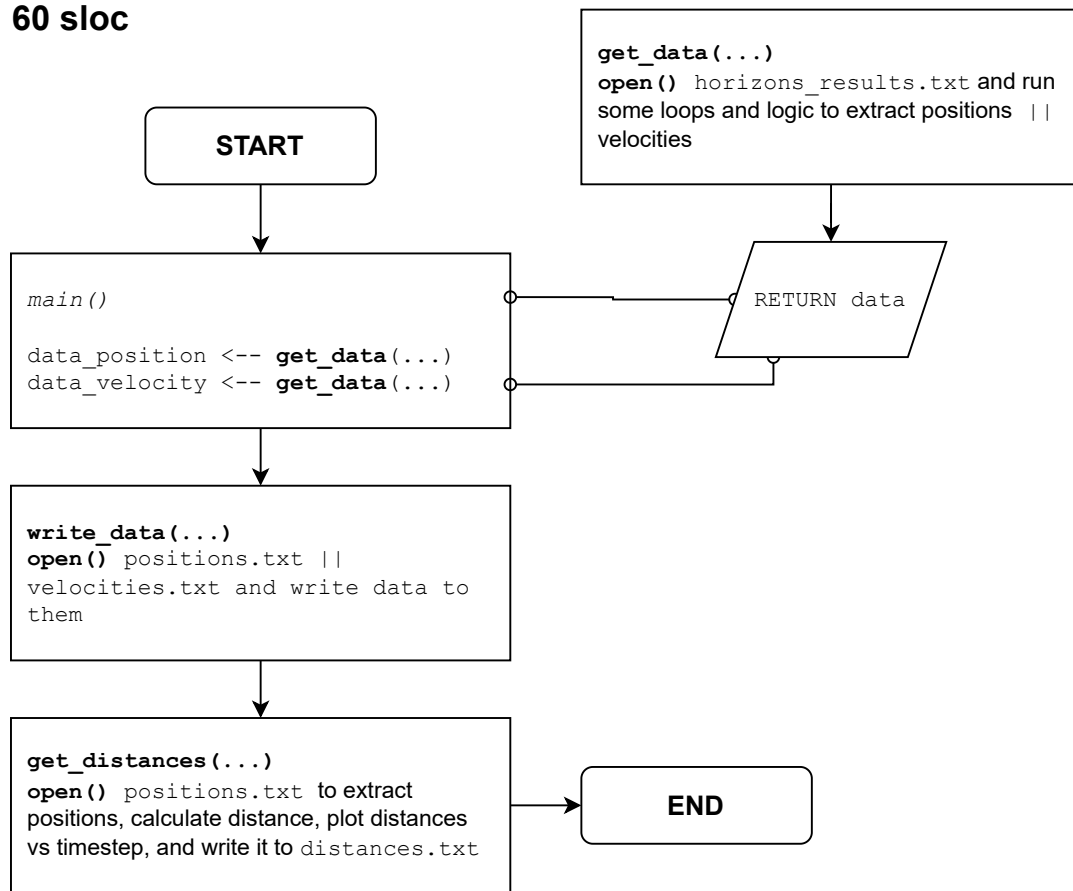 60 sloc
get_data(...)
open() horizons_results.txt and run
some loops and logic to extract positions ||
velocities
START
main()
RETURN data
data_position <-- get_data(...)
data_velocity <-- get_data(...)
write_data(...)
open() positions.txt ||
velocities.txt and write data to
them
get_distances(...)
open() positions.txt to extract
positions, calculate distance, plot distances
vs timestep, and write it to distances.txt
END